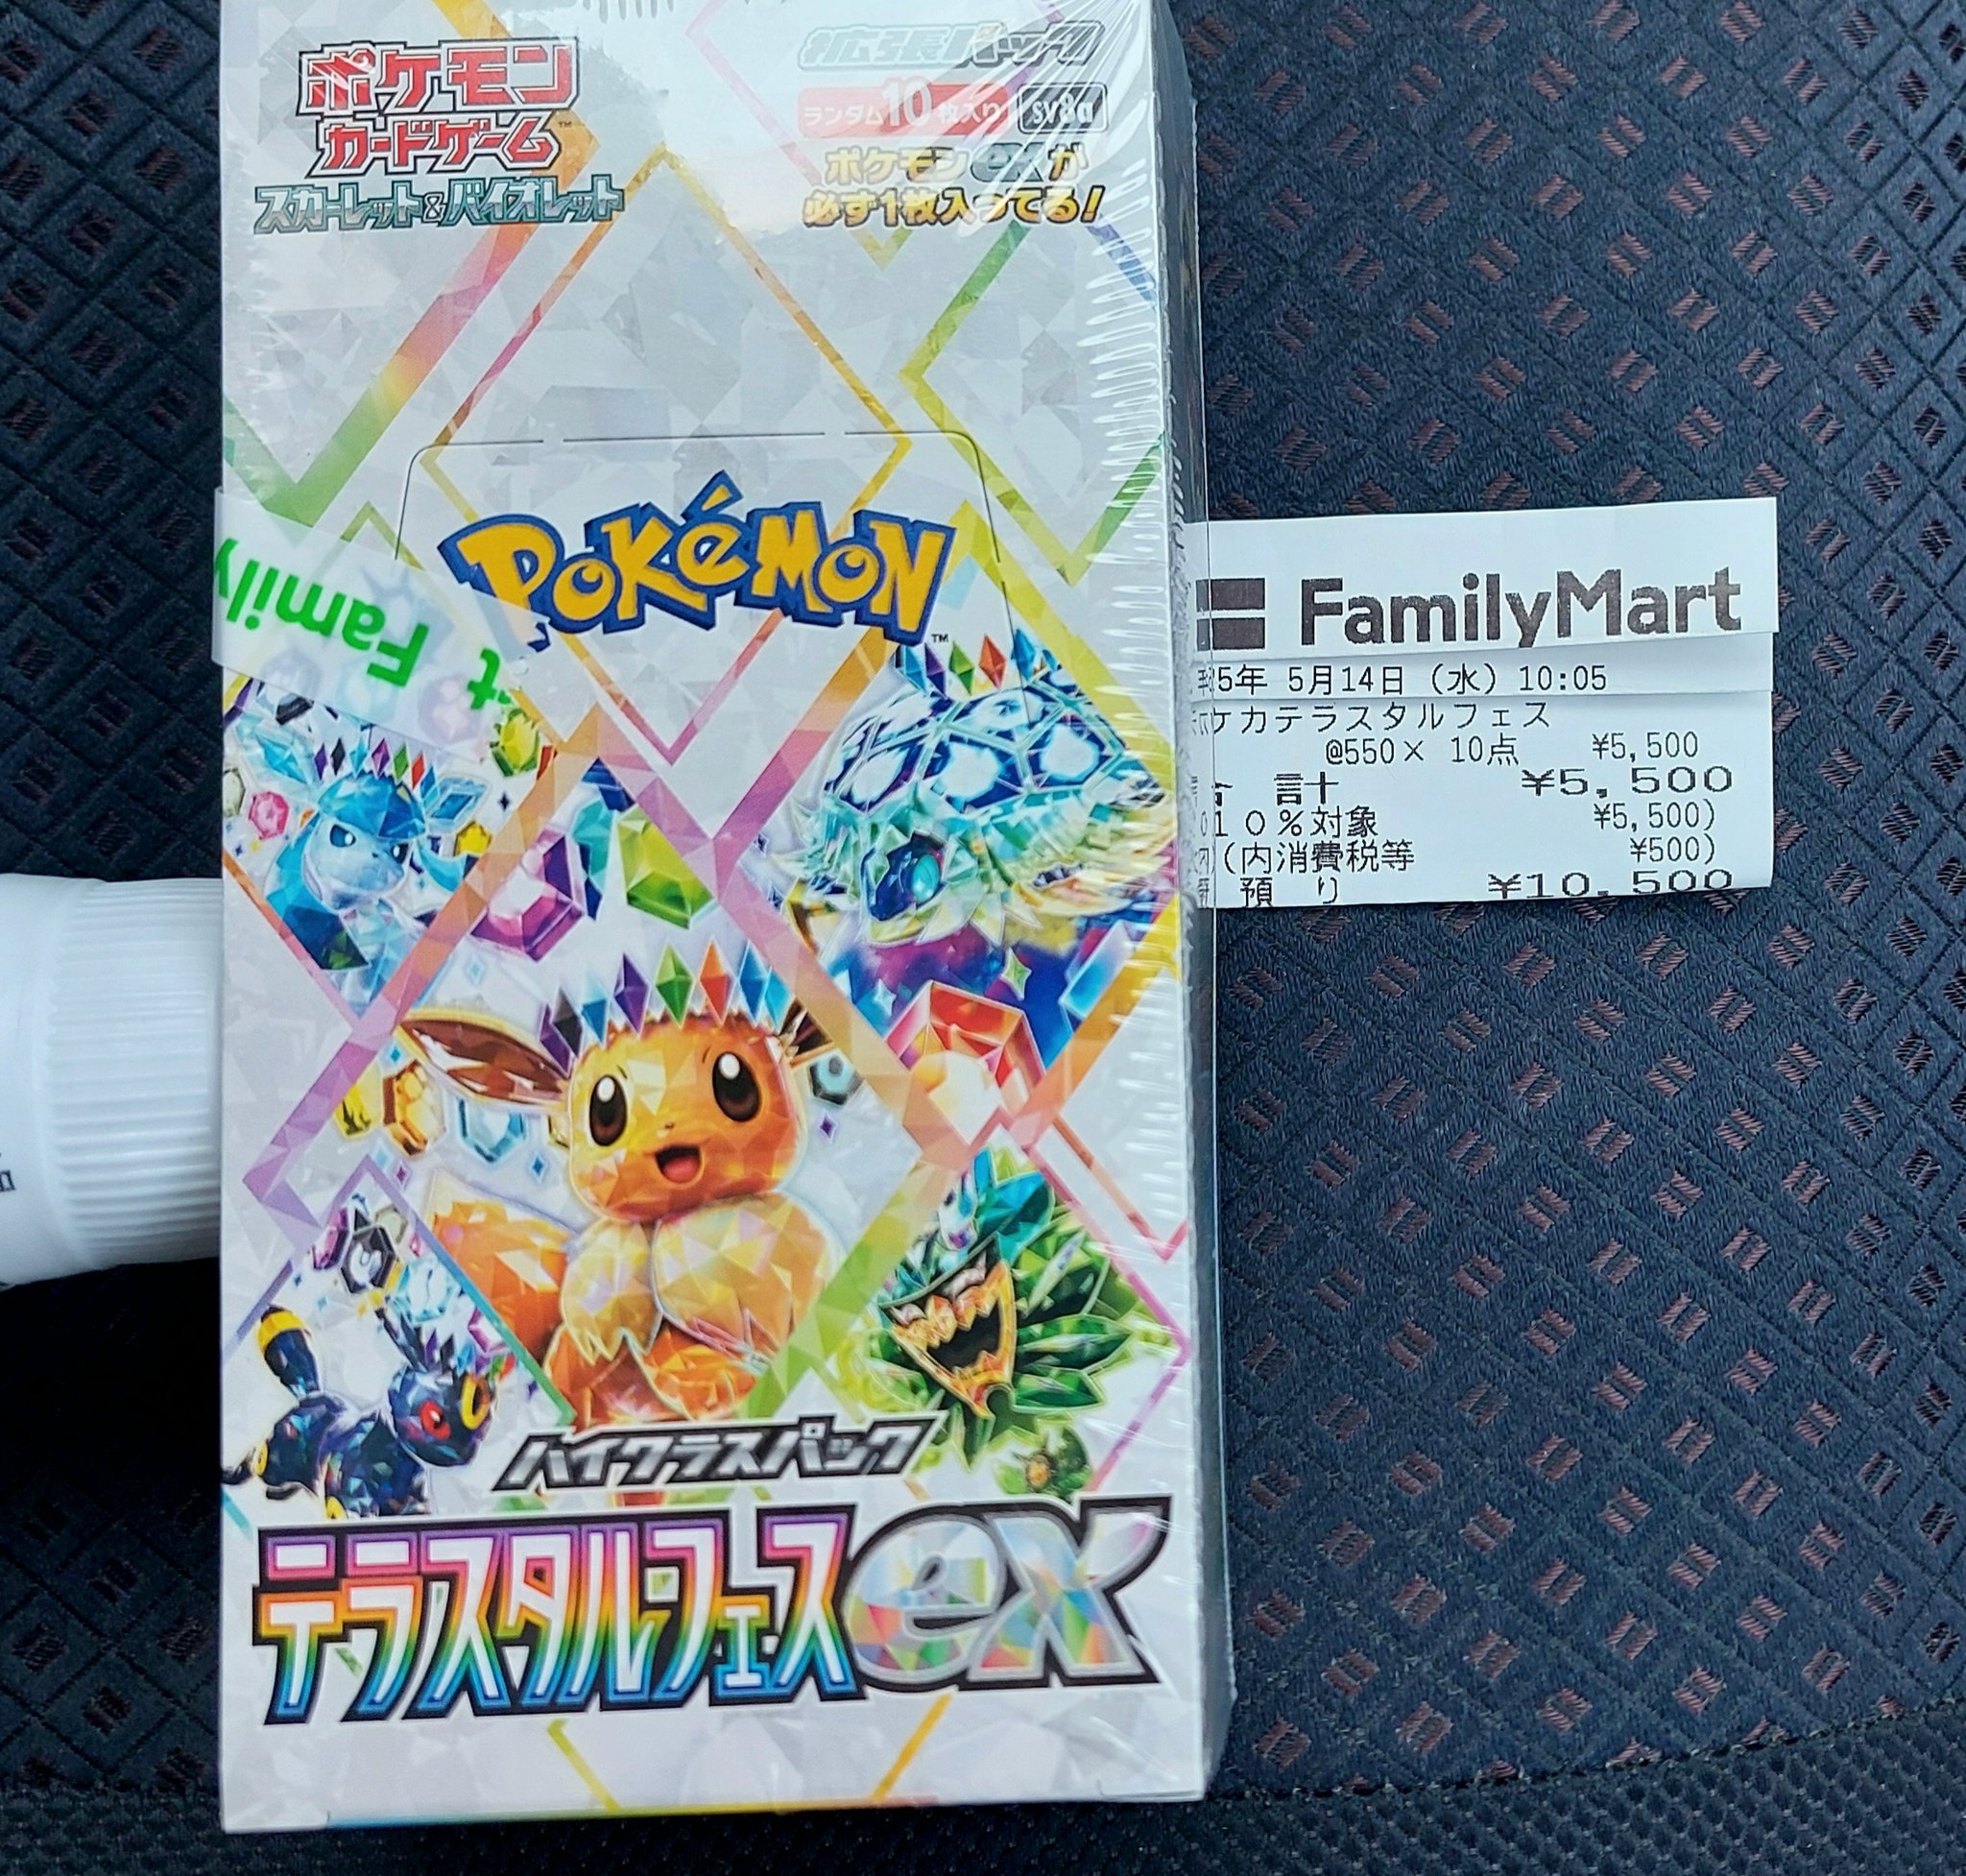 ポケモン
カードゲーム™
スカーレット&バイオレット
拡張パック
ランダム10枚入り sv8a
ポケモンexが
必ず1枚入ってる!
Pokémon™
Family
rt
FamilyMart
5年 5月14日 (水) 10:05
ケカテラスタルフェス
@550× 10点 ¥5,500
計 ¥5,500
10%対象 ¥5,500)
(内消費税等 ¥500)
預り ¥10,500
ハイクラスパック
テラスタルフェスex